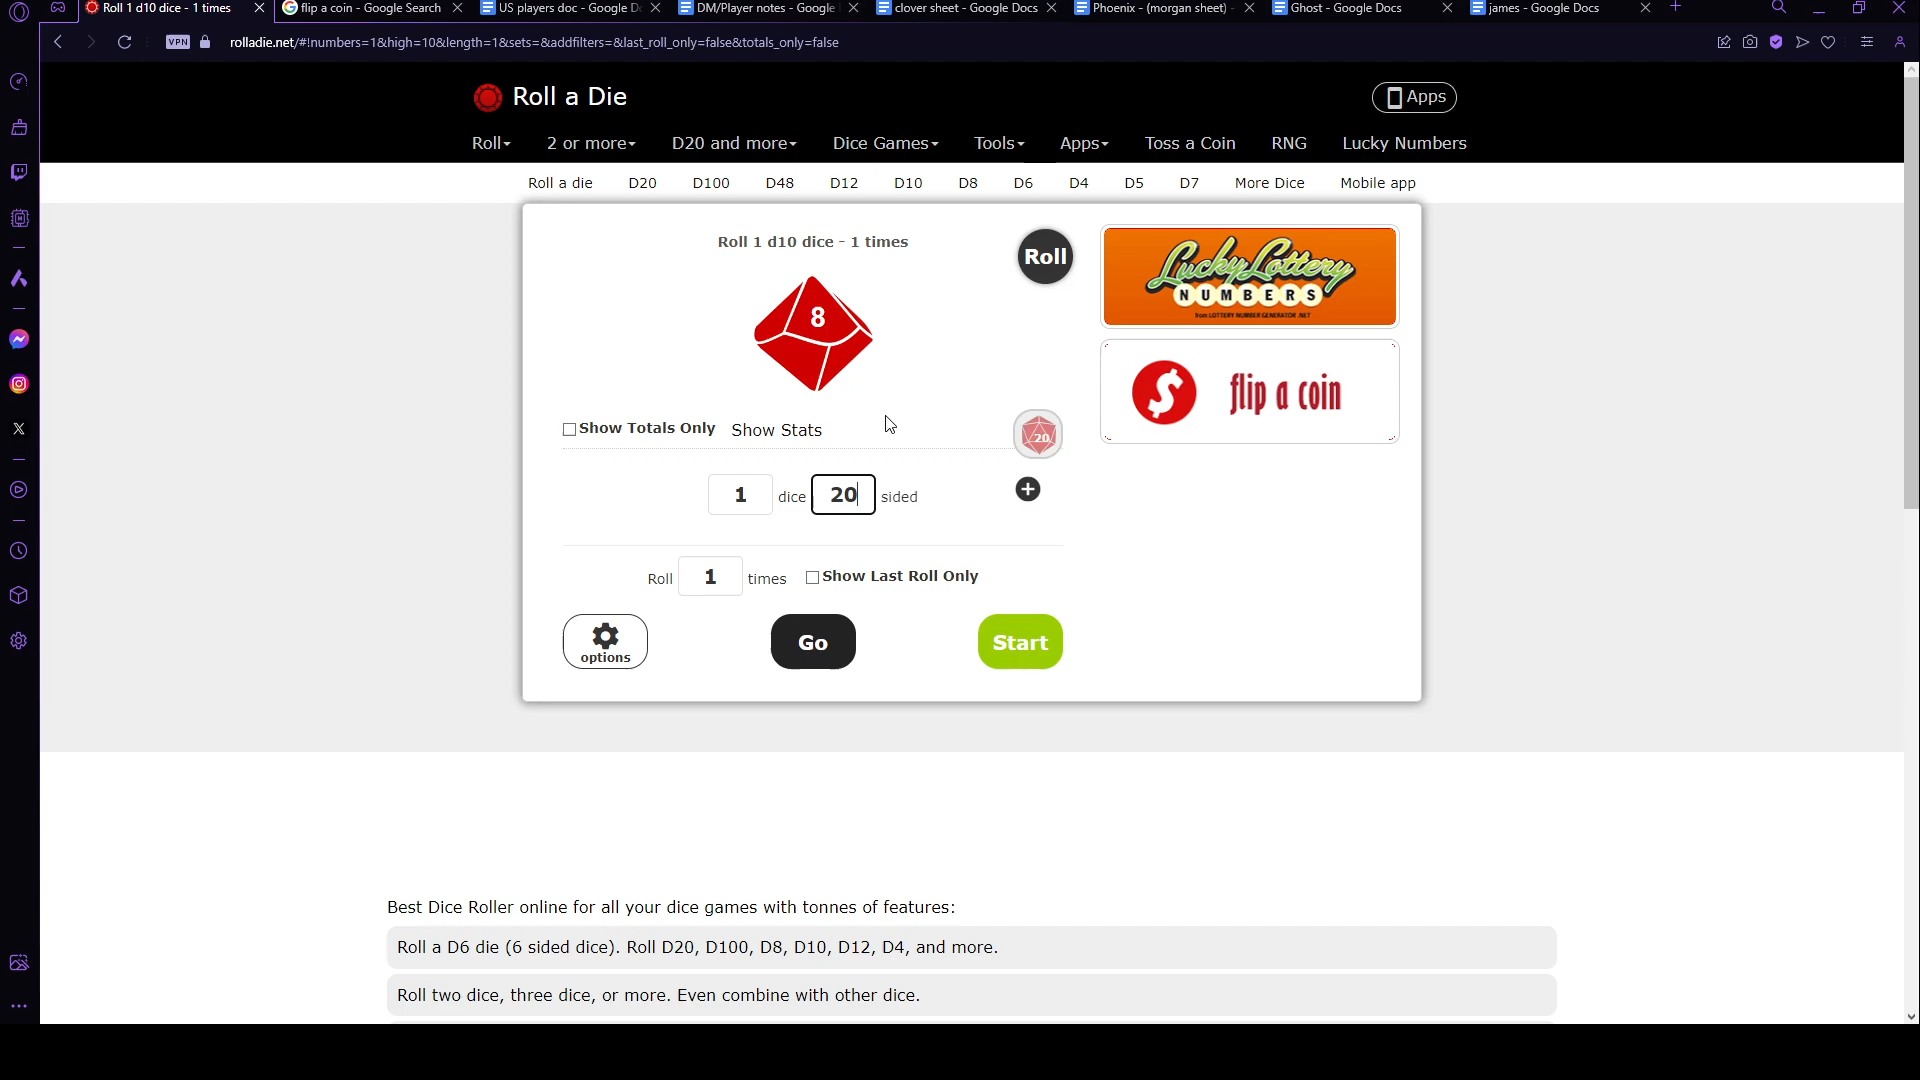 Roll 1 d10 dice - 1 times
flip a coin - Google Search
US players doc - Google D
DM/Player notes - Google
clover sheet - Google Docs
Phoenix - (morgan sheet) -
Ghost - Google Docs
james - Google Docs
VPN
rolladie.net/#!numbers=1&high=10&length=1&sets=&addfilters=&last_roll_only=false&totals_only=false
Roll a Die
Apps
Roll 2 or more D20 and more Dice Games Tools Apps Toss a Coin RNG Lucky Numbers
Roll a die D20 D100 D48 D12 D10 D8 D6 D4 D5 D7 More Dice Mobile app
Roll 1 d10 dice - 1 times
Roll
8
Show Totals Only Show Stats
20
1 dice 20 sided
Roll 1 times Show Last Roll Only
options
Go
Start
Lucky Lottery
NUMBERS
from LOTTERY NUMBER GENERATOR .NET
$ flip a coin
Best Dice Roller online for all your dice games with tonnes of features:
Roll a D6 die (6 sided dice). Roll D20, D100, D8, D10, D12, D4, and more.
Roll two dice, three dice, or more. Even combine with other dice.